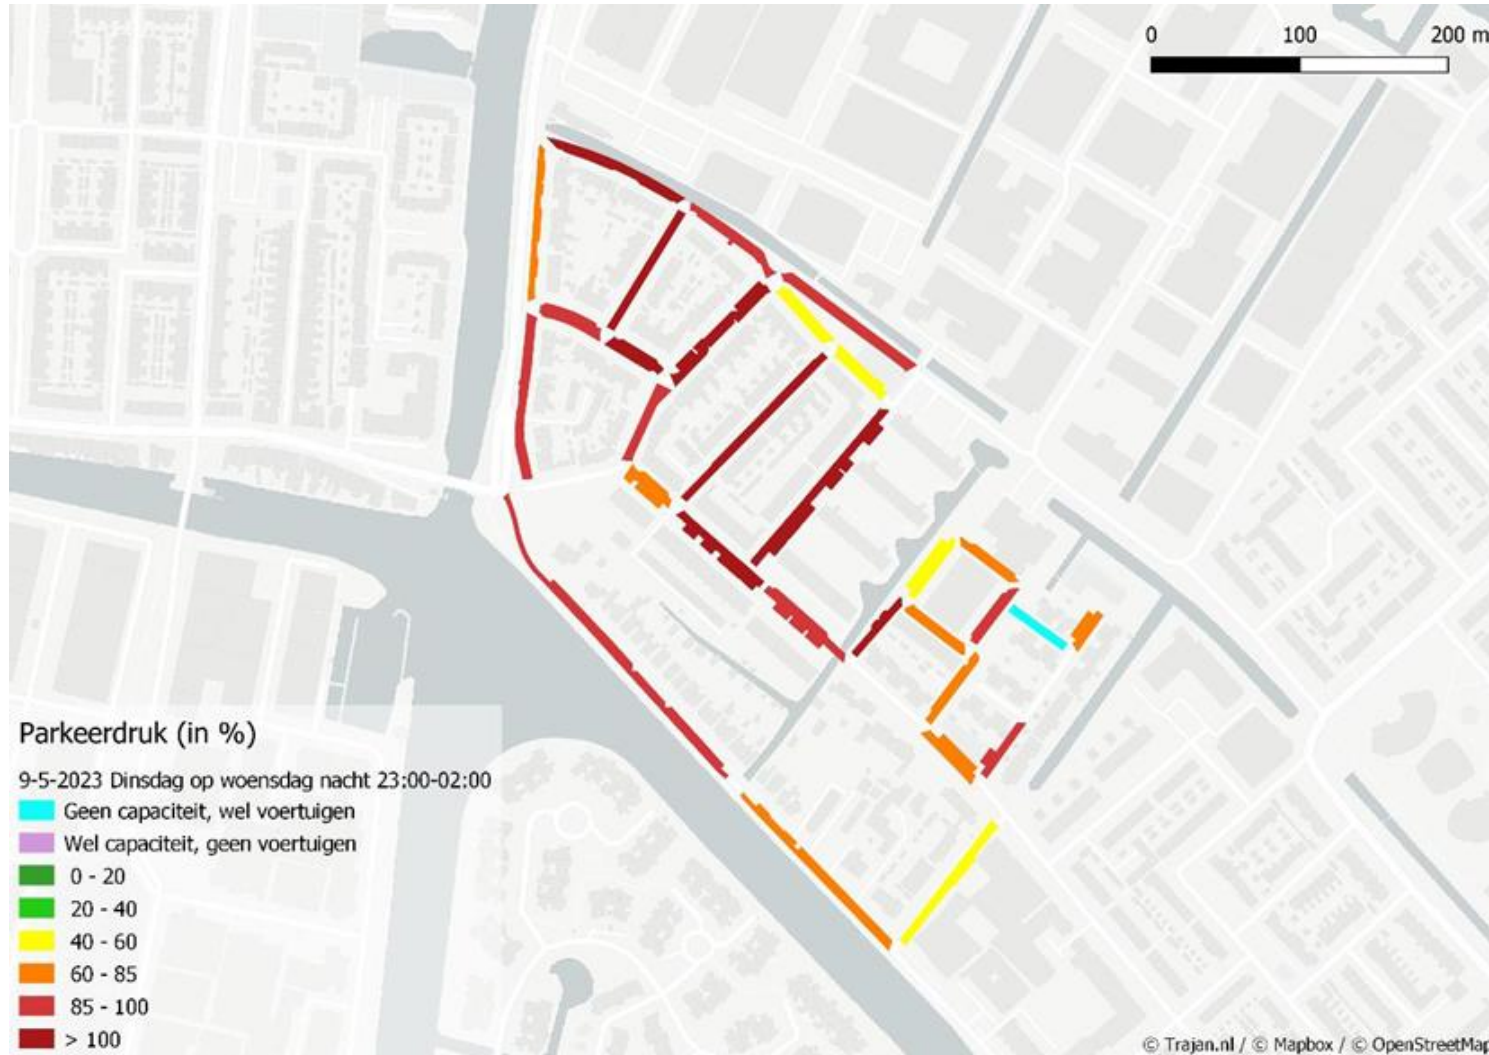 0 100 200 m
Parkeerdruk (in %)
9-5-2023 Dinsdag op woensdag nacht 23:00-02:00
Geen capaciteit, wel voertuigen
Wel capaciteit, geen voertuigen
0 - 20
20 - 40
40 - 60
60 - 85
85 - 100
> 100
© Trajan.nl / © Mapbox / © OpenStreetMap